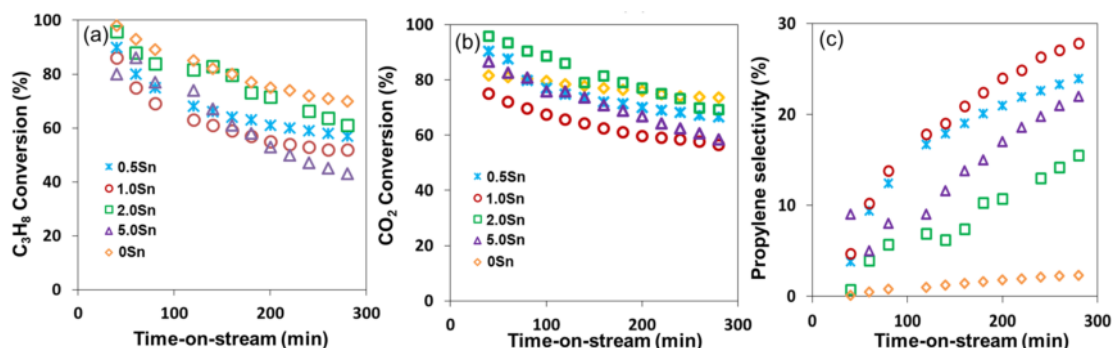 (a)
C₃H₈ Conversion (%)
100
80
60
40
20
0
0.5Sn
1.0Sn
2.0Sn
5.0Sn
0Sn
0
100
200
300
Time-on-stream (min)
(b)
CO₂ Conversion (%)
100
80
60
40
20
0
0.5Sn
1.0Sn
2.0Sn
5.0Sn
0Sn
0
100
200
300
Time-on-stream (min)
(c)
Propylene selectivity (%)
30
20
10
0
0
100
200
300
Time-on-stream (min)